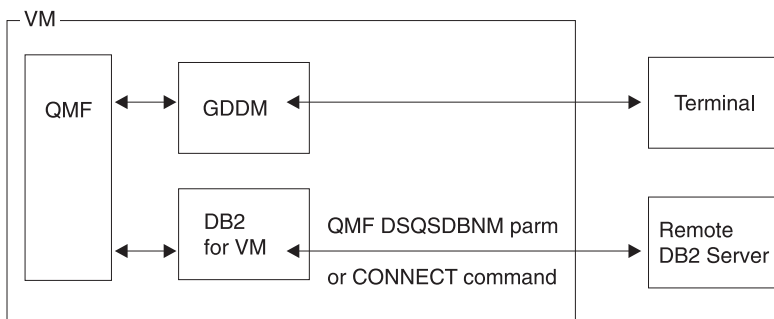 VM
QMF
GDDM
Terminal
DB2
for VM
QMF DSQSDBNM parm
or CONNECT command
Remote
DB2 Server